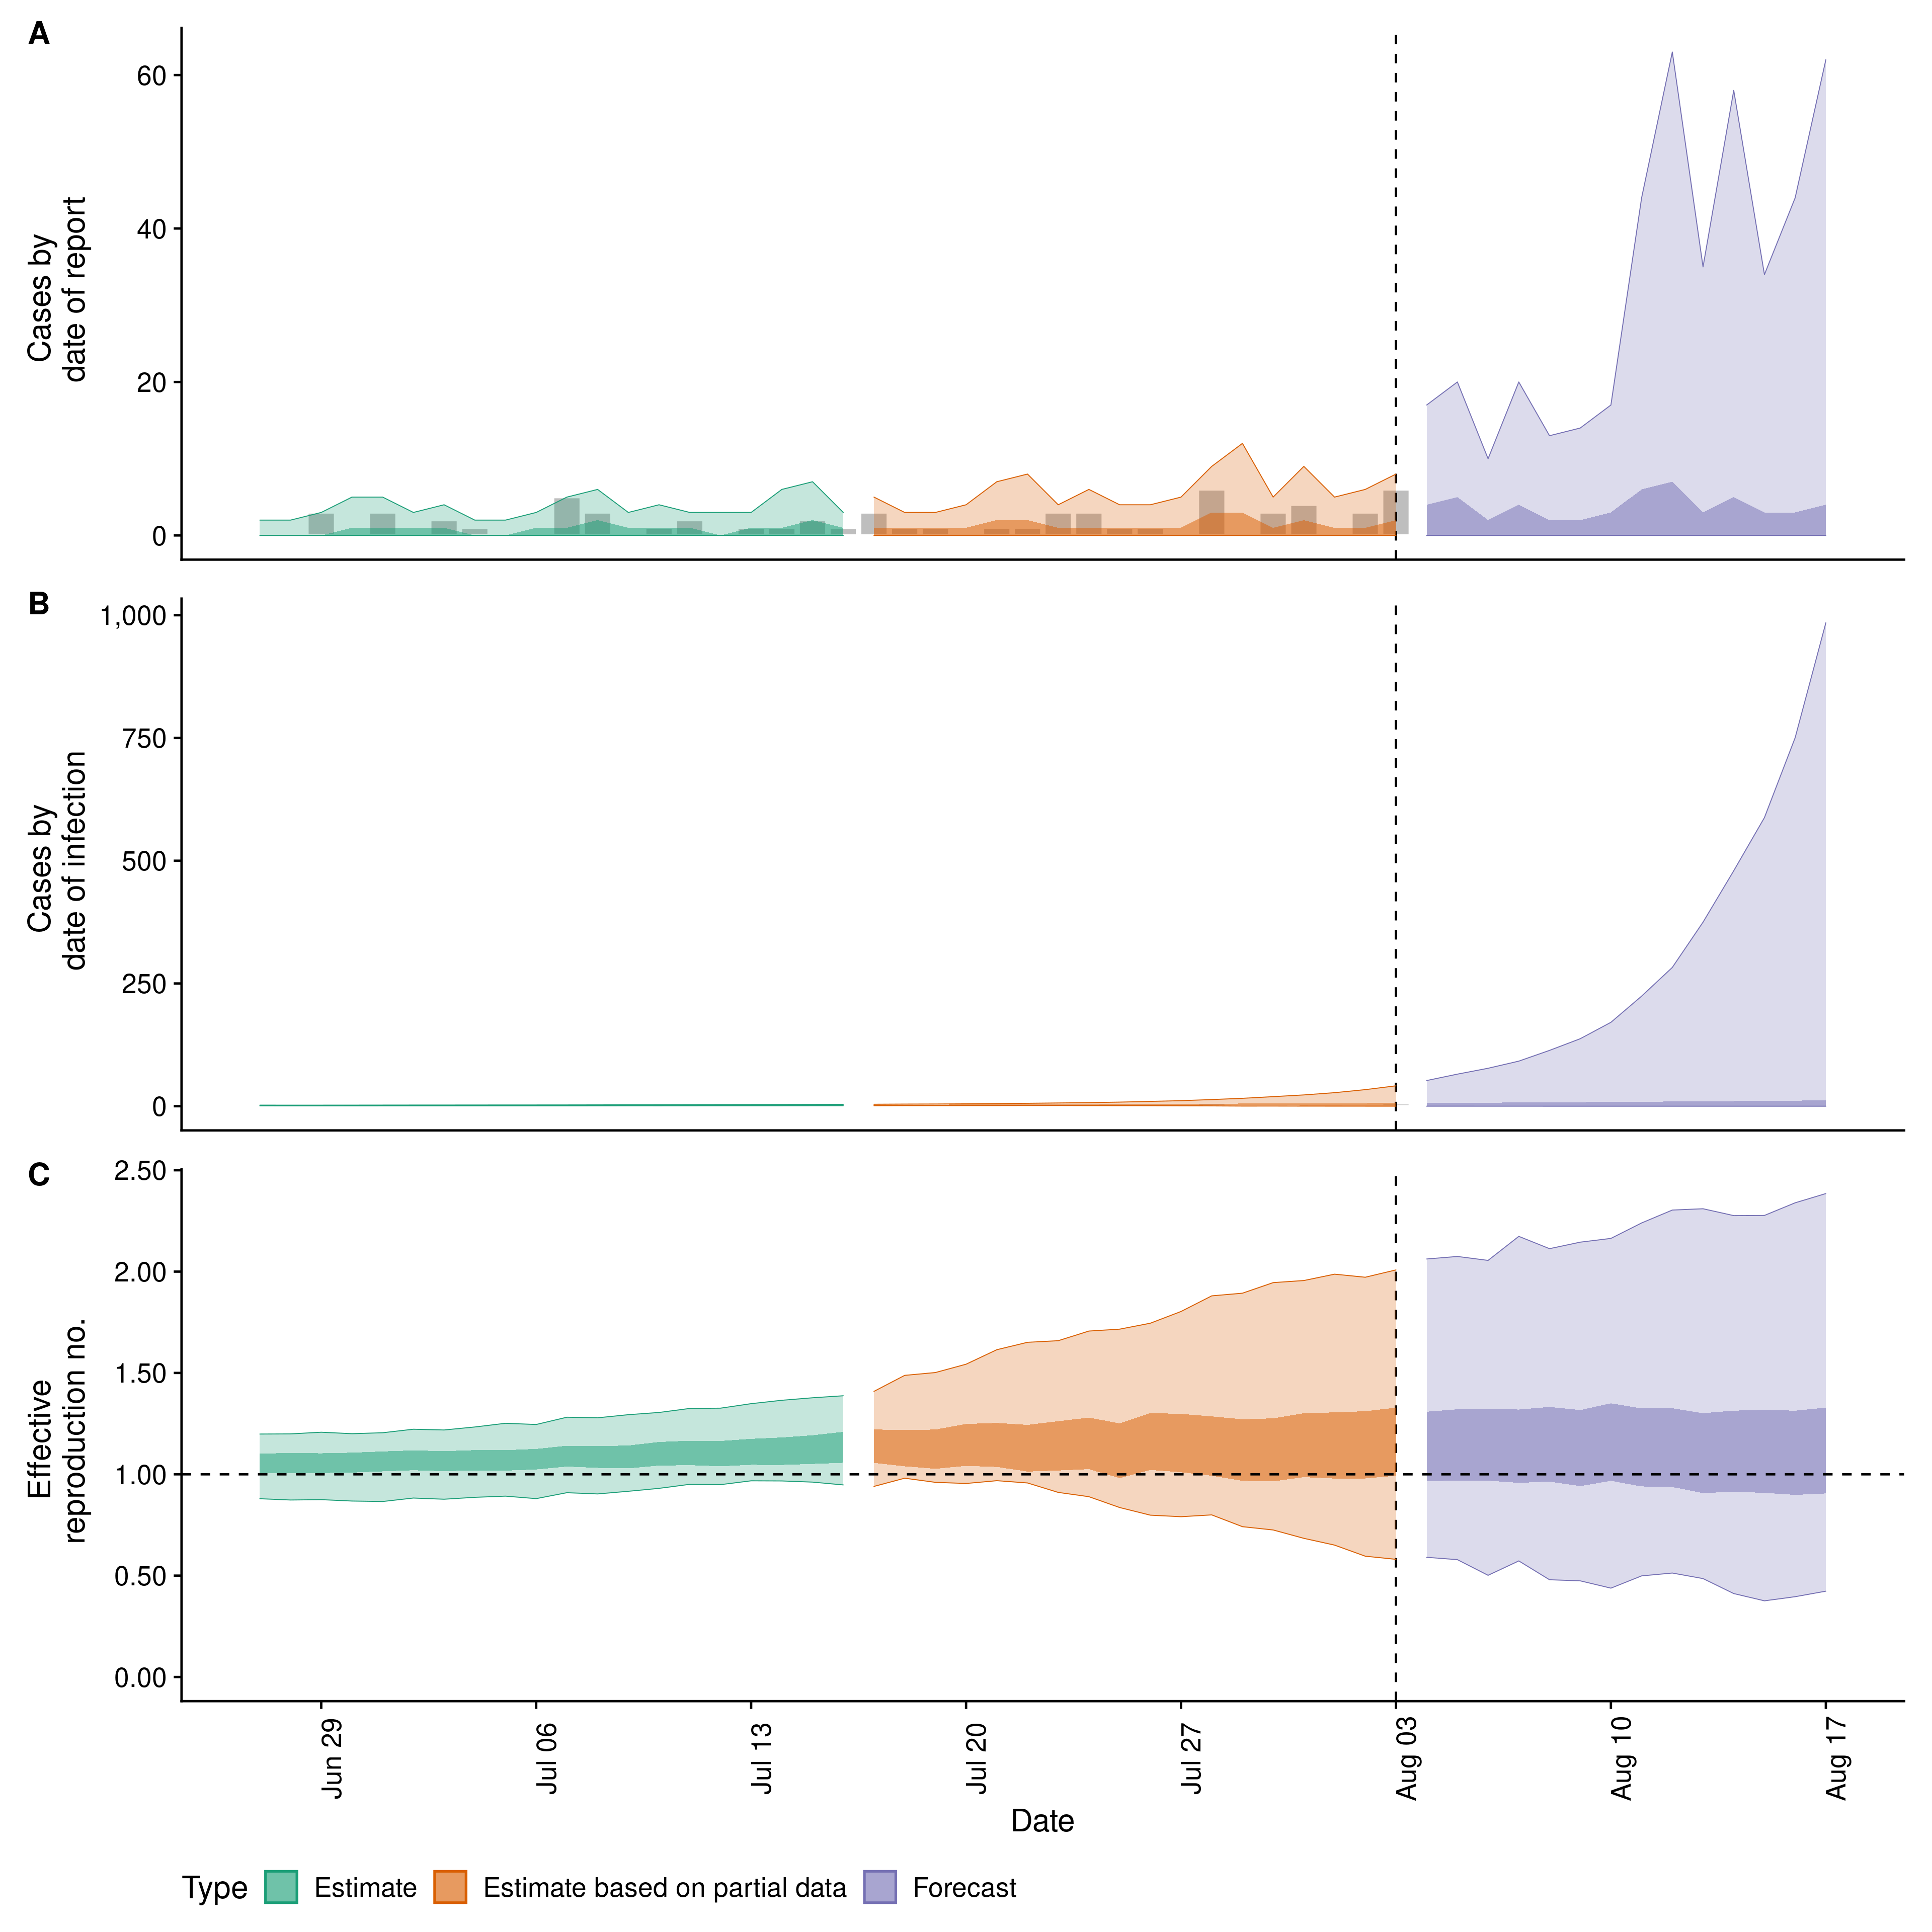 A
Cases by
date of report
60
40
20
0
B
Cases by
date of infection
1,000
750
500
250
0
C
Effective
reproduction no.
2.50
2.00
1.50
1.00
0.50
0.00
Jun 29
Jul 06
Jul 13
Jul 20
Jul 27
Aug 03
Aug 10
Aug 17
Date
Type Estimate Estimate based on partial data Forecast